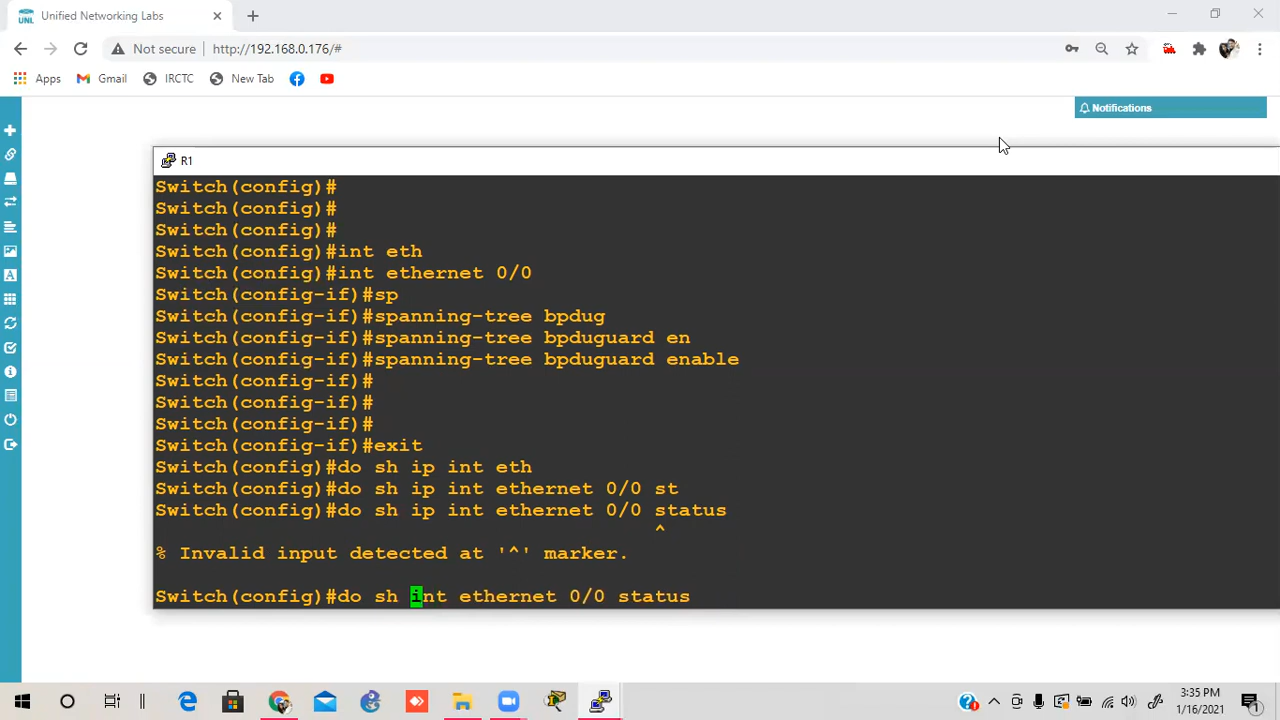 UNL Unified Networking Labs
Not secure http://192.168.0.176/#
Apps Gmail IRCTC New Tab
Notifications
R1
Switch(config)#
Switch(config)#
Switch(config)#
Switch(config)#int eth
Switch(config)#int ethernet 0/0
Switch(config-if)#sp
Switch(config-if)#spanning-tree bpdug
Switch(config-if)#spanning-tree bpduguard en
Switch(config-if)#spanning-tree bpduguard enable
Switch(config-if)#
Switch(config-if)#
Switch(config-if)#
Switch(config-if)#exit
Switch(config)#do sh ip int eth
Switch(config)#do sh ip int ethernet 0/0 st
Switch(config)#do sh ip int ethernet 0/0 status
^
% Invalid input detected at '^' marker.
Switch(config)#do sh int ethernet 0/0 status
3:35 PM
1/16/2021